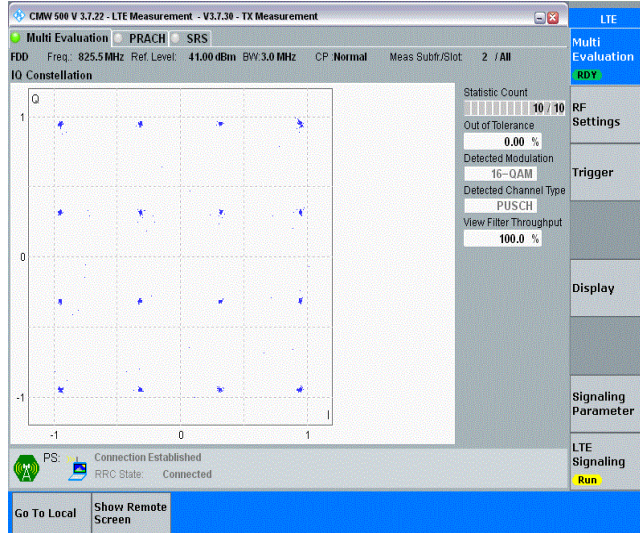 CMW 500 V 3.7.22 - LTE Measurement - V3.7.30 - TX Measurement
LTE
Multi Evaluation PRACH SRS
Multi
Evaluation
RDY
FDD Freq.: 825.5 MHz Ref. Level: 41.00 dBm BW: 3.0 MHz CP :Normal Meas Subfr./Slot: 2 / All
IQ Constellation
Statistic Count
10 / 10
Out of Tolerance
0.00 %
Detected Modulation
16-QAM
Detected Channel Type
PUSCH
View Filter Throughput
100.0 %
Q
1
0
-1
I
-1 0 1
RF
Settings
Trigger
Display
Signaling
Parameter
LTE
Signaling
Run
PS: Connection Established
RRC State: Connected
Go To Local
Show Remote
Screen